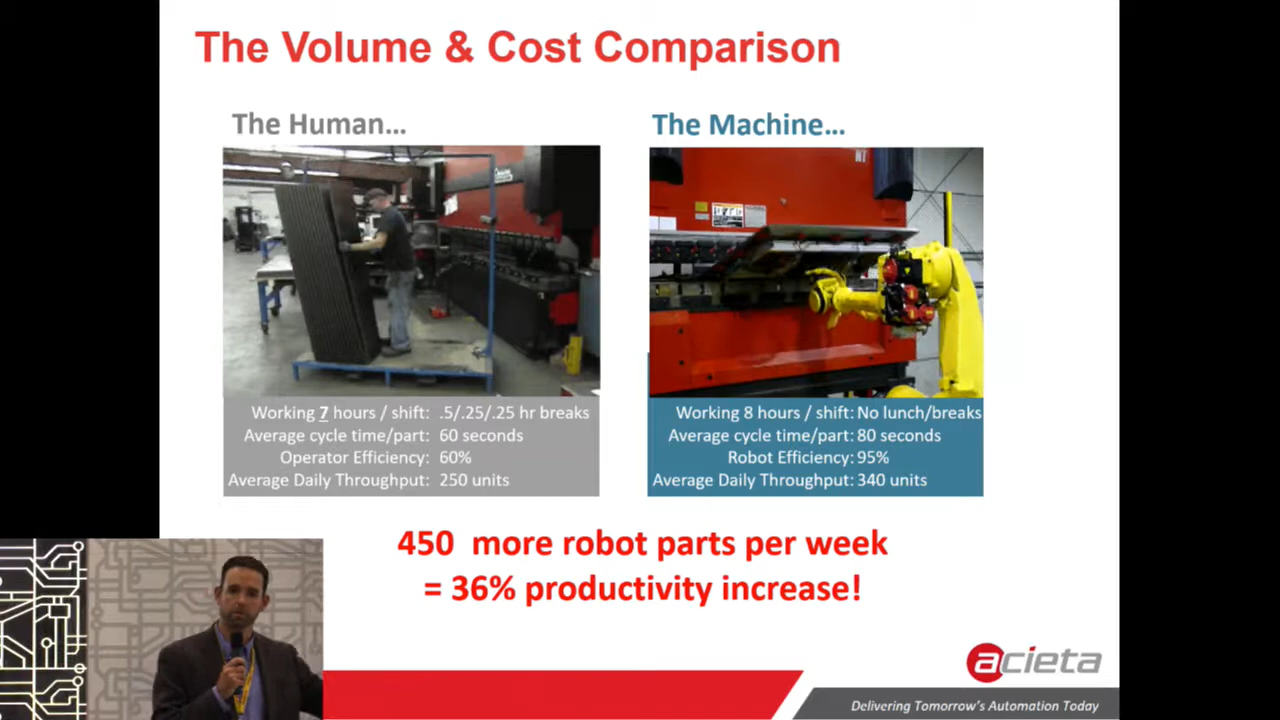 The Volume & Cost Comparison
The Human...
Working 7 hours / shift: .5/.25/.25 hr breaks
Average cycle time/part: 60 seconds
Operator Efficiency: 60%
Average Daily Throughput: 250 units
The Machine...
NT
Working 8 hours / shift: No lunch/breaks
Average cycle time/part: 80 seconds
Robot Efficiency: 95%
Average Daily Throughput: 340 units
450 more robot parts per week
= 36% productivity increase!
acieta
Delivering Tomorrow's Automation Today